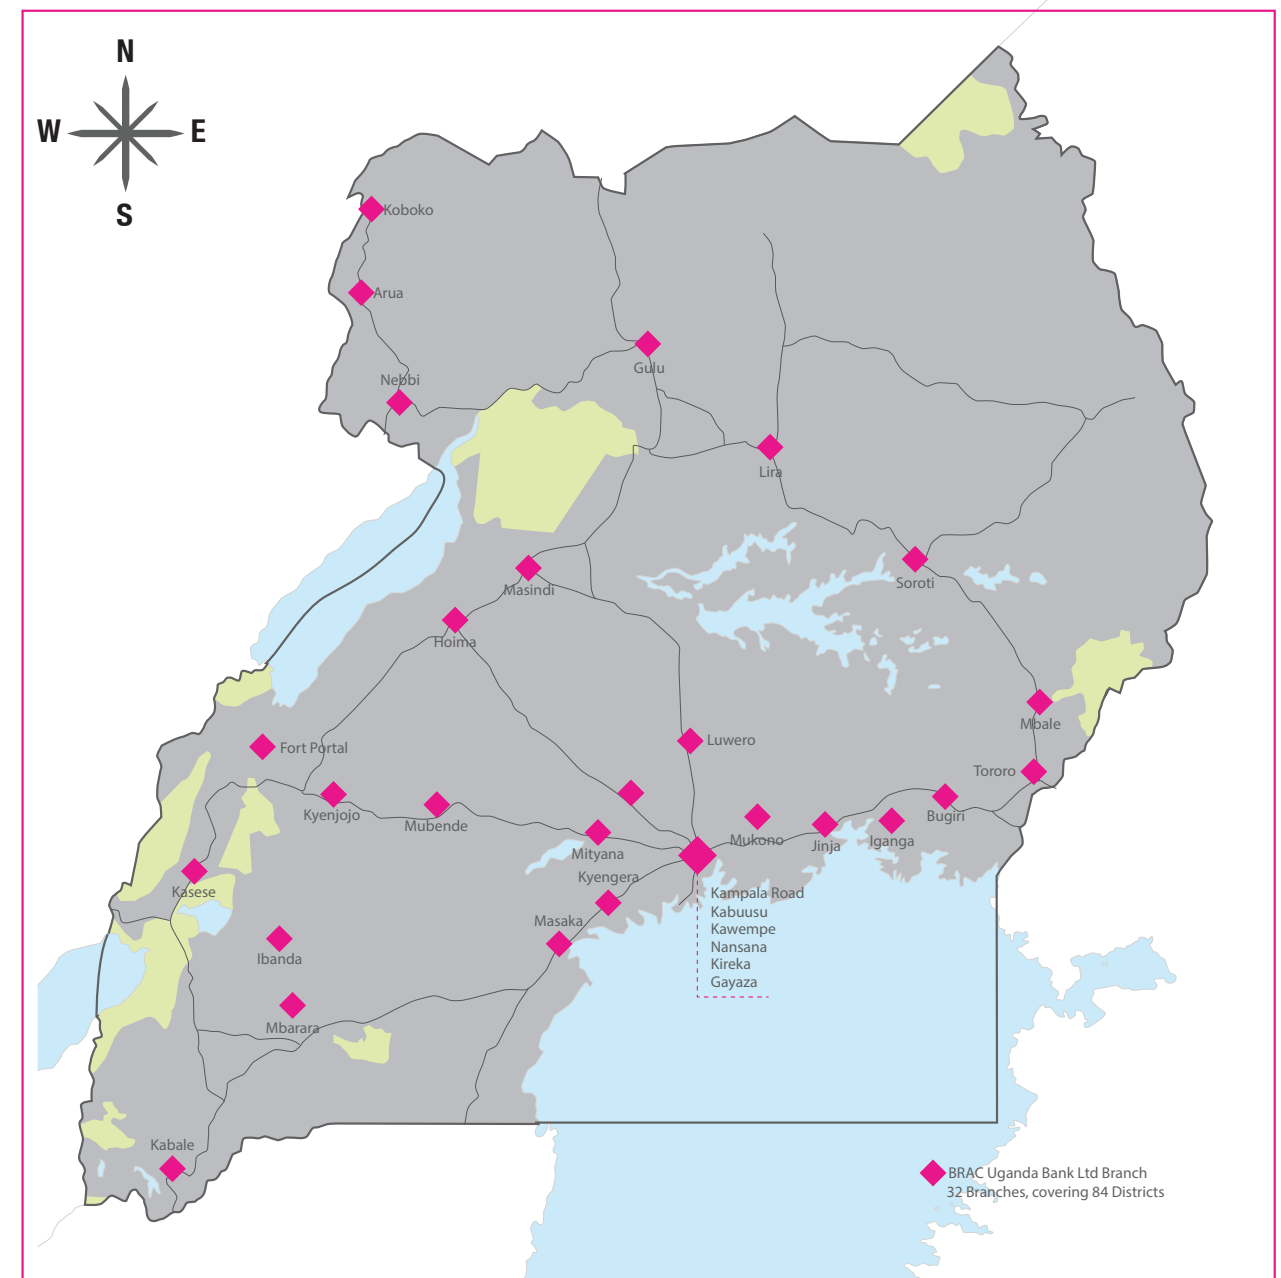 N
W
E
S
Koboko
Arua
Gulu
Nebbi
Lira
Soroti
Masindi
Hoima
Mbale
Luwero
Fort Portal
Tororo
Kyenjojo
Mubende
Bugiri
Mukono
Iganga
Jinja
Mityana
Kyengera
Kasese
Kampala Road
Kabuusu
Kawempe
Nansana
Kireka
Gayaza
Masaka
Ibanda
Mbarara
Kabale
BRAC Uganda Bank Ltd Branch
32 Branches, covering 84 Districts